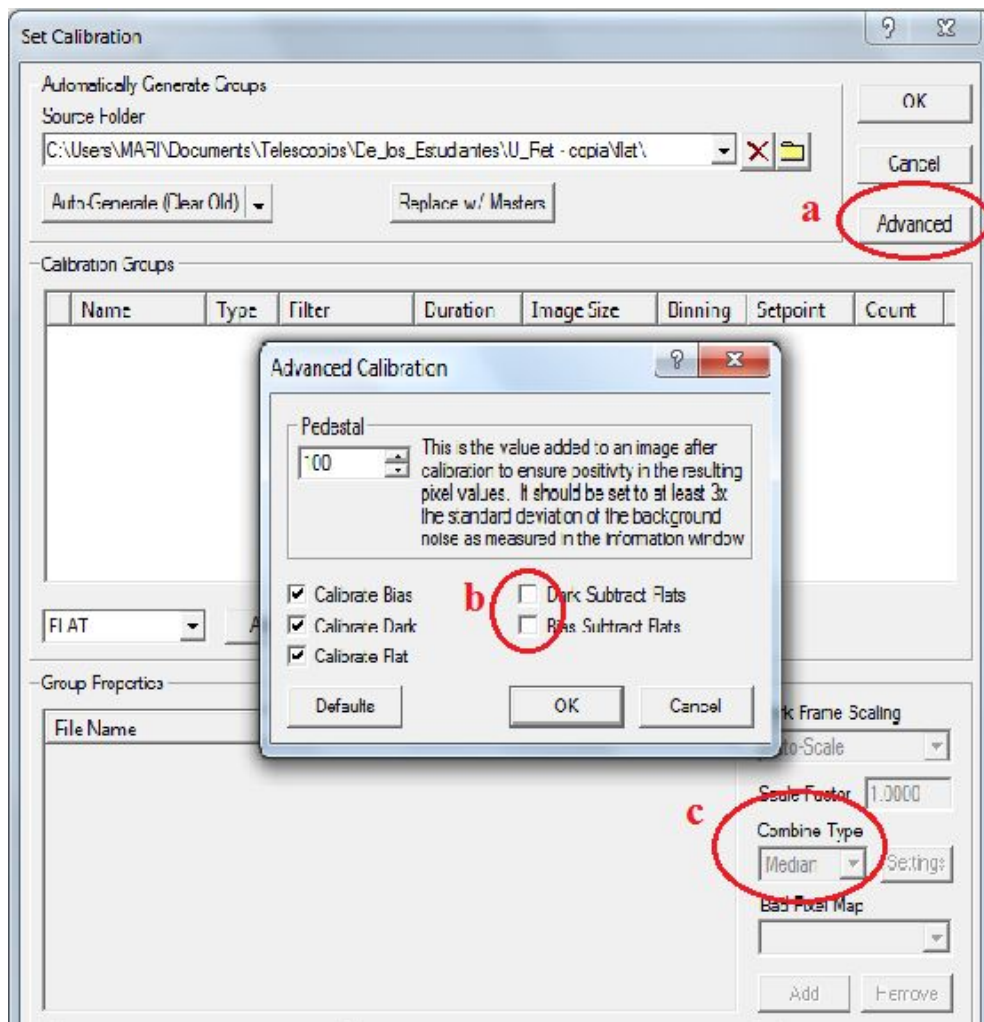 Set Calibration
Automatically Generate Groups
Source Folder
C:\Users\MARI\Documents\Telescopios\De_los_Estudiantes\U_Ret - copia\flat\
OK
Cancel
Auto-Generate (Clear Old)
Replace w/ Masters
a
Advanced
Calibration Groups
Name Type Filter Duration Image Size Binning Setpoint Count
Advanced Calibration
Pedestal
100
This is the value added to an image after
calibration to ensure positivity in the resulting
pixel values. It should be set to at least 3x
the standard deviation of the background
noise as measured in the Information window
Calibrate Bias
b
Dark Subtract Flats
FLAT
A
Calibrate Dark
Bias Subtract Flats
Calibrate Flat
Defaults
OK
Cancel
Group Properties
File Name
k Frame Scaling
uto-Scale
Scale Factor 1.0000
c
Combine Type
Median
Settings
Bad Pixel Map
Add
Remove